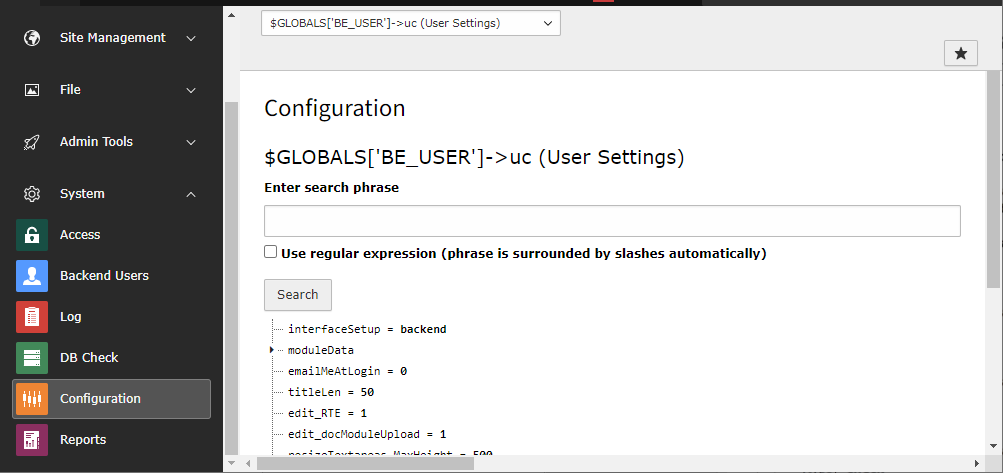 Site Management
File
Admin Tools
System
Access
Backend Users
Log
DB Check
Configuration
Reports
$GLOBALS['BE_USER']->uc (User Settings)
Configuration
$GLOBALS['BE_USER']->uc (User Settings)
Enter search phrase
Use regular expression (phrase is surrounded by slashes automatically)
Search
interfaceSetup = backend
moduleData
emailMeAtLogin = 0
titleLen = 50
edit_RTE = 1
edit_docModuleUpload = 1
resizeTextareas_MaxHeight = 500